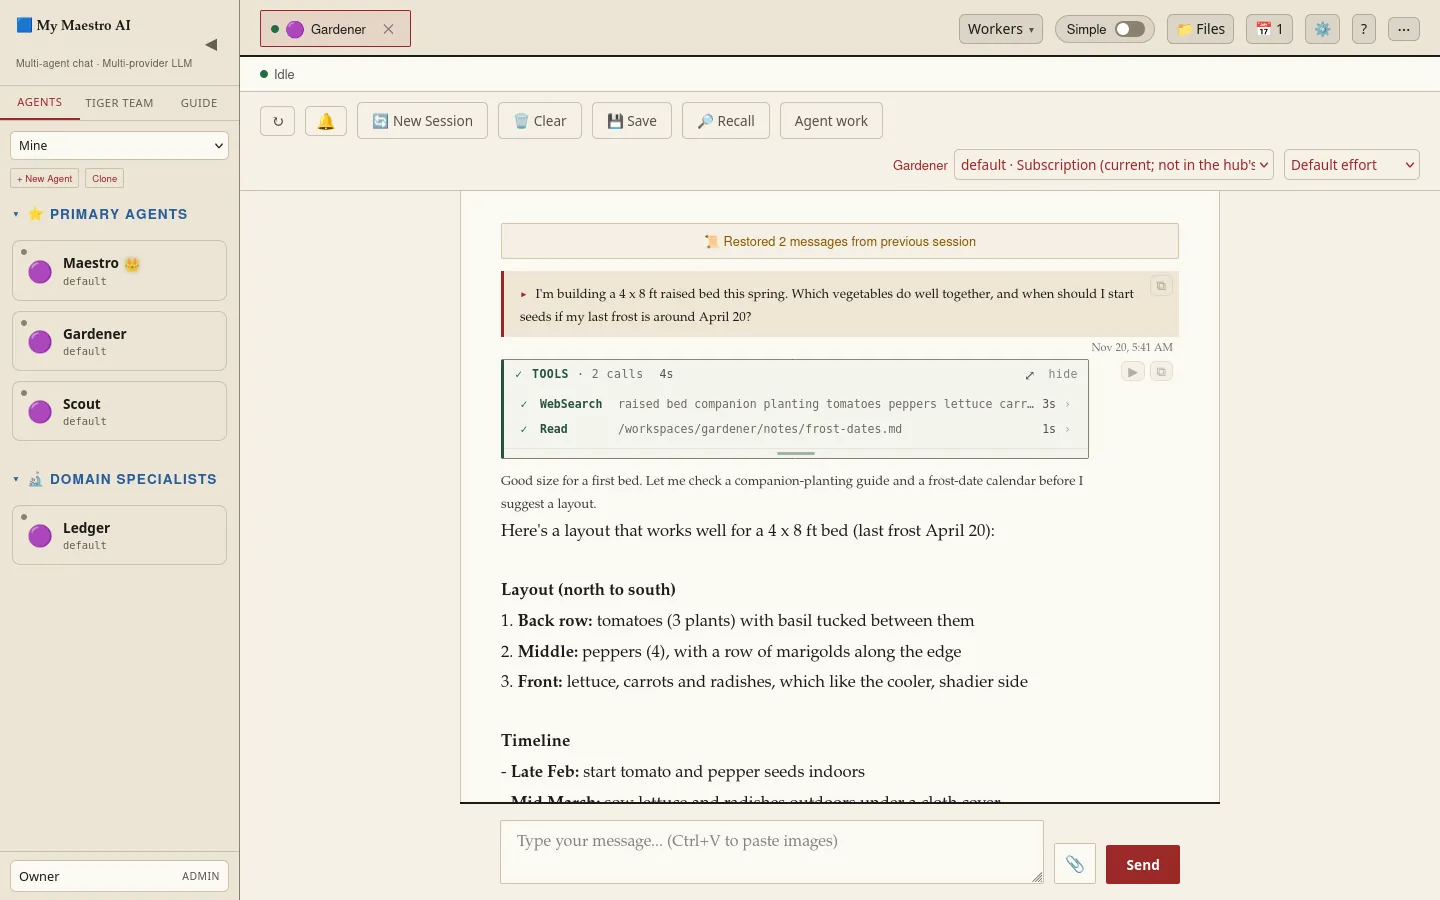 My Maestro AI
Multi-agent chat · Multi-provider LLM
AGENTS
TIGER TEAM
GUIDE
Mine
+ New Agent
Clone
PRIMARY AGENTS
Maestro
default
Gardener
default
Scout
default
DOMAIN SPECIALISTS
Ledger
default
Owner
ADMIN
Gardener
Workers
Simple
Files
1
?
...
Idle
New Session
Clear
Save
Recall
Agent work
Gardener
default · Subscription (current; not in the hub's
Default effort
Restored 2 messages from previous session
I'm building a 4 x 8 ft raised bed this spring. Which vegetables do well together, and when should I start
seeds if my last frost is around April 20?
Nov 20, 5:41 AM
✓ TOOLS · 2 calls 4s
hide
✓ WebSearch raised bed companion planting tomatoes peppers lettuce carr… 3s ›
✓ Read /workspaces/gardener/notes/frost-dates.md 1s ›
Good size for a first bed. Let me check a companion-planting guide and a frost-date calendar before I
suggest a layout.
Here's a layout that works well for a 4 x 8 ft bed (last frost April 20):
Layout (north to south)
1. Back row: tomatoes (3 plants) with basil tucked between them
2. Middle: peppers (4), with a row of marigolds along the edge
3. Front: lettuce, carrots and radishes, which like the cooler, shadier side
Timeline
- Late Feb: start tomato and pepper seeds indoors
- Mid March: sow lettuce and radishes outdoors under a cloth cover
Type your message... (Ctrl+V to paste images)
Send